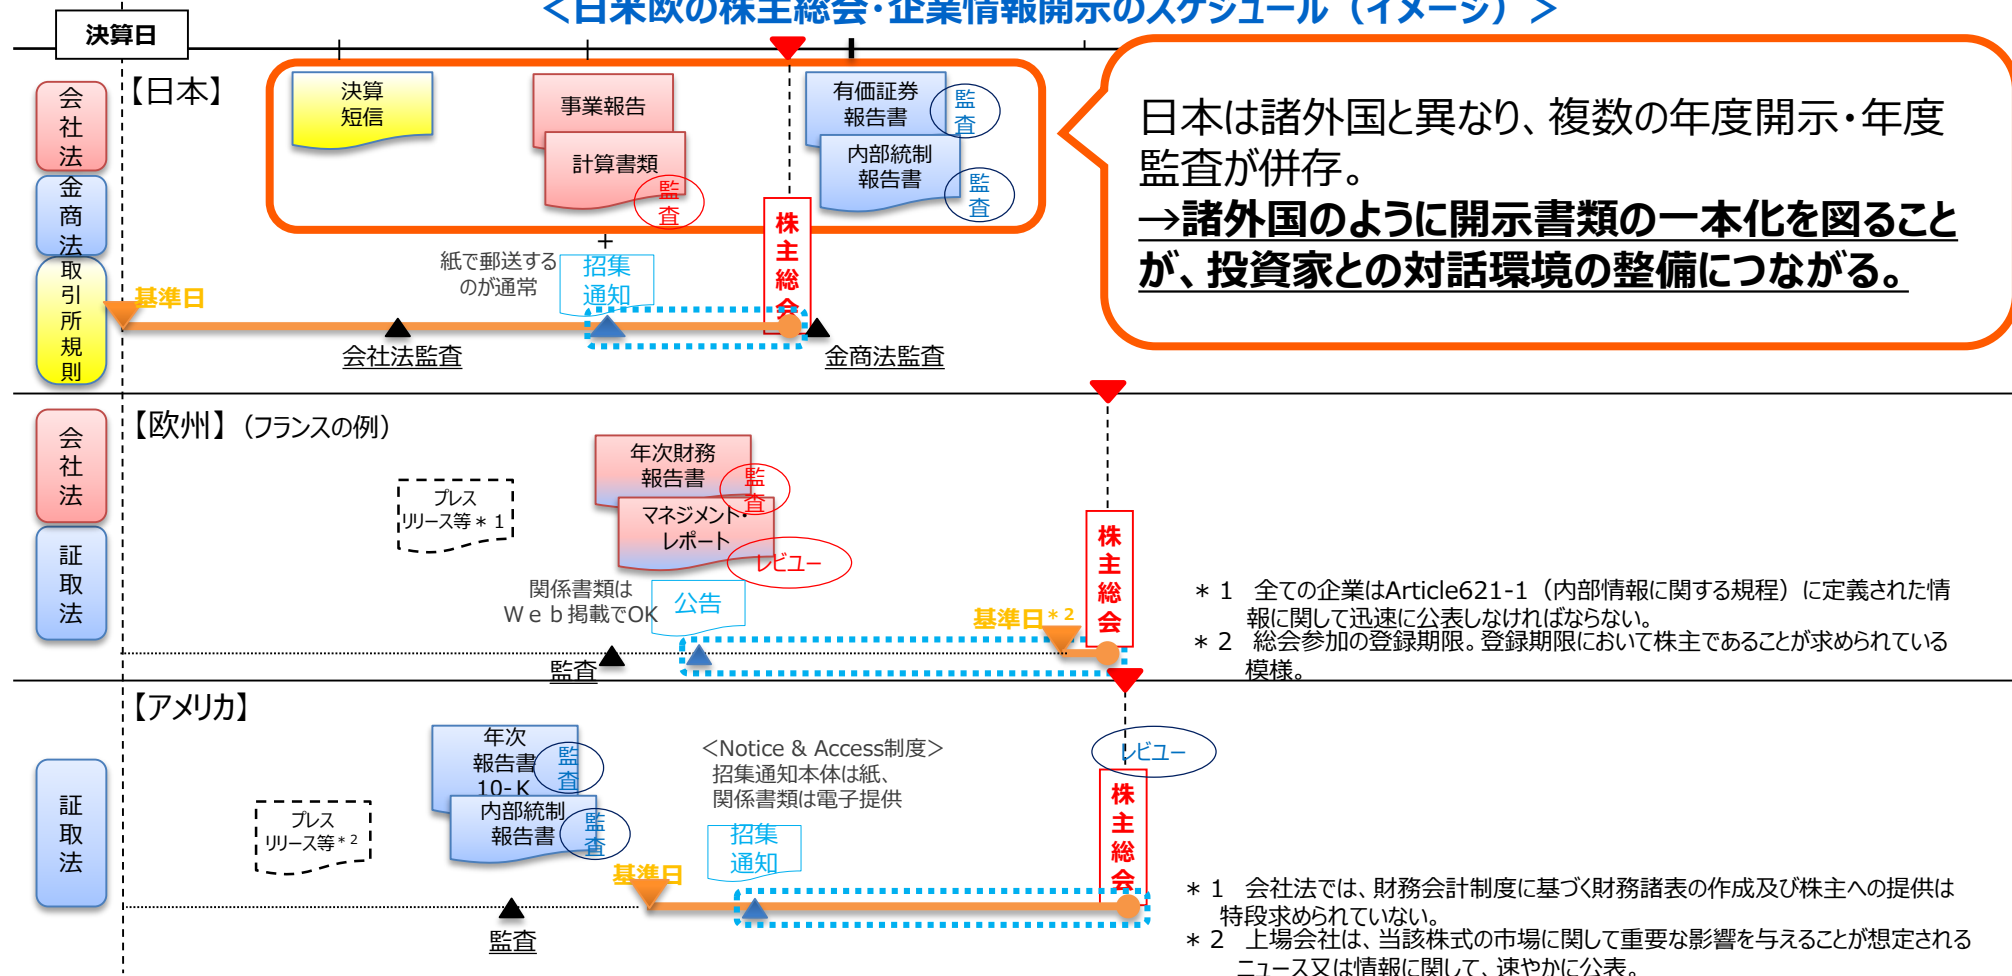 <日米欧の株主総会・企業情報開示のスケジュール（イメージ）>
決算日
【日本】
会社法
金商法
取引所規則
決算
短信
事業報告
計算書類
監査
有価証券
報告書
監査
内部統制
報告書
監査
+
紙で郵送する
のが通常
招集
通知
株主総会
基準日
会社法監査
金商法監査
日本は諸外国と異なり、複数の年度開示・年度
監査が併存。
→諸外国のように開示書類の一本化を図ること
が、投資家との対話環境の整備につながる。
【欧州】（フランスの例）
会社法
証取法
プレス
リリース等＊1
年次財務
報告書
監査
マネジメント・
レポート
レビュー
関係書類は
Ｗｅｂ掲載でOK
公告
基準日＊2
株主総会
監査
＊1　全ての企業はArticle621-1（内部情報に関する規程）に定義された情
報に関して迅速に公表しなければならない。
＊2　総会参加の登録期限。登録期限において株主であることが求められている
模様。
【アメリカ】
証取法
プレス
リリース等＊2
年次
報告書
10-K
監査
内部統制
報告書
監査
<Notice & Access制度>
招集通知本体は紙、
関係書類は電子提供
招集
通知
基準日
レビュー
株主総会
監査
＊1　会社法では、財務会計制度に基づく財務諸表の作成及び株主への提供は
特段求められていない。
＊2　上場会社は、当該株式の市場に関して重要な影響を与えることが想定される
ニュース又は情報に関して、速やかに公表。